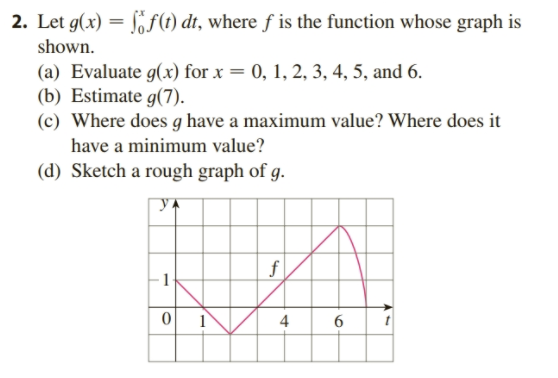 2. Let g(x) = ∫₀ˣ f(t) dt, where f is the function whose graph is
shown.
(a) Evaluate g(x) for x = 0, 1, 2, 3, 4, 5, and 6.
(b) Estimate g(7).
(c) Where does g have a maximum value? Where does it
have a minimum value?
(d) Sketch a rough graph of g.
y
f
1
0 1 4 6 t